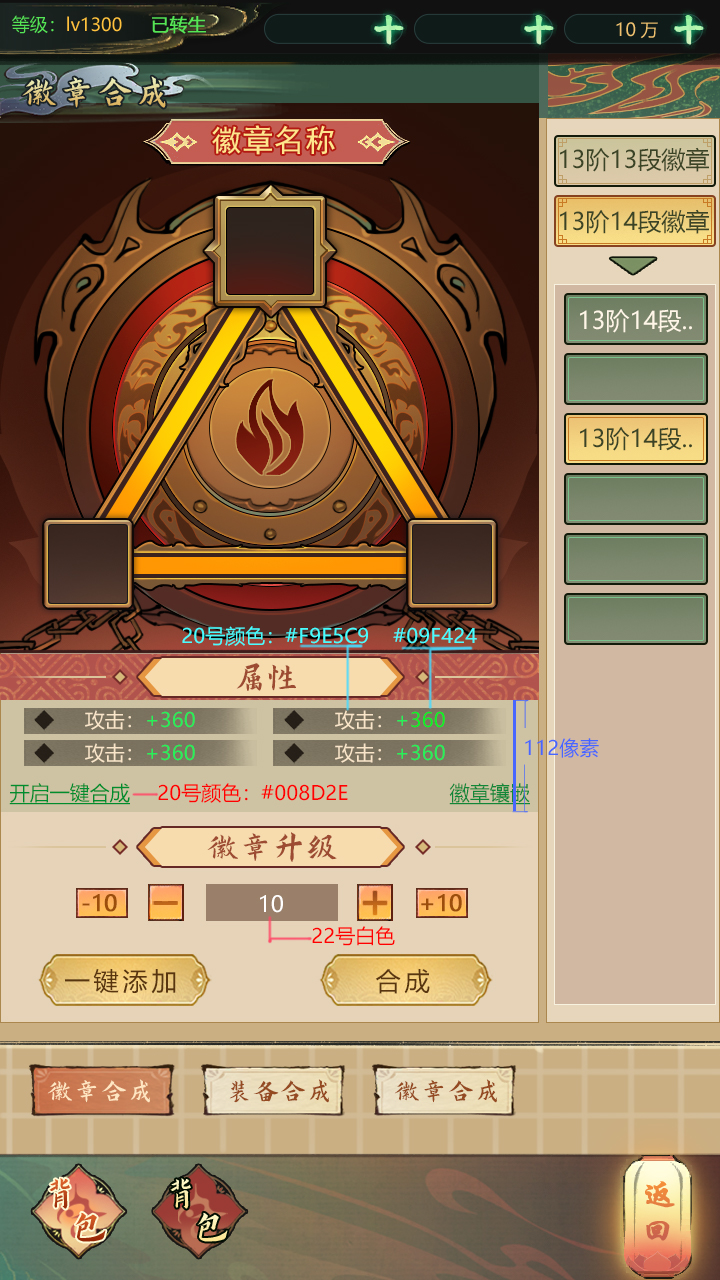 等级：lv1300 已转生 10万
徽章合成
徽章名称
13阶13段徽章
13阶14段徽章
13阶14段..
13阶14段..
20号颜色：#F9E5C9 #09F424
属性
攻击：+360 攻击：+360
攻击：+360 攻击：+360
112像素
开启一键合成 20号颜色：#008D2E 徽章镶嵌
徽章升级
-10 10 +10
22号白色
一键添加 合成
徽章合成 装备合成 徽章合成
背包 背包 返回